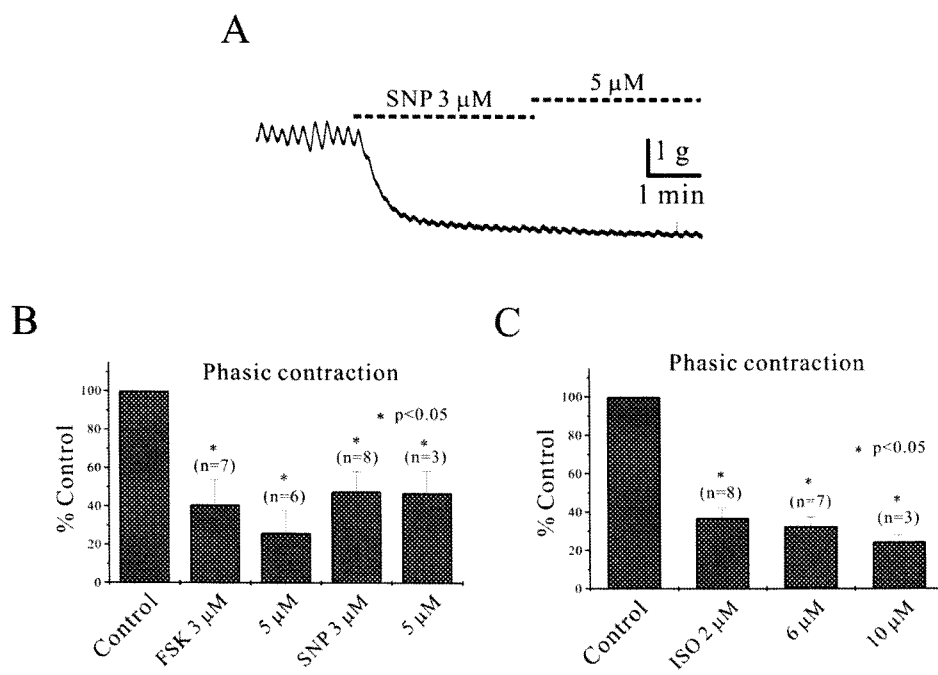 A
SNP 3 μM
5 μM
1 g
1 min
B
Phasic contraction
% Control
100
80
60
40
20
0
* p<0.05
*
(n=7)
*
(n=6)
*
(n=8)
*
(n=3)
Control
FSK 3 μM
5 μM
SNP 3 μM
5 μM
C
Phasic contraction
% Control
100
80
60
40
20
0
* p<0.05
*
(n=8)
*
(n=7)
*
(n=3)
Control
ISO 2 μM
6 μM
10 μM